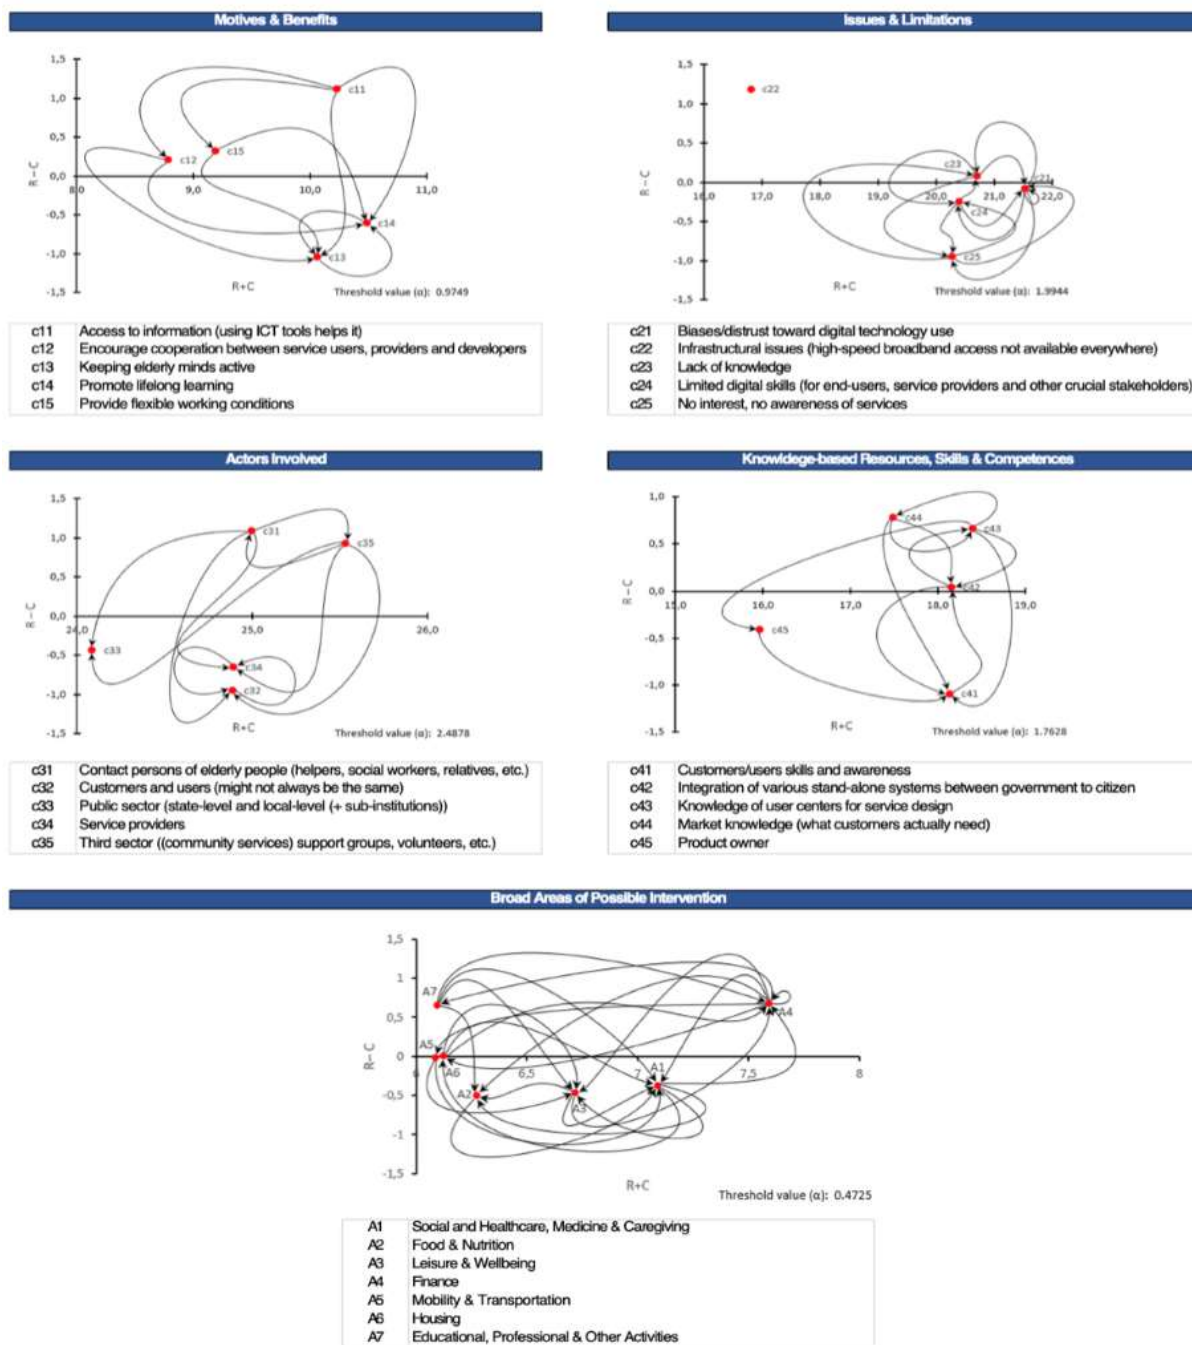 Motives & Benefits
1,5
1,0
0,5
0,0
-0,5
-1,0
-1,5
R – C
8,0
9,0
10,0
11,0
c11
c12
c15
c14
c13
R+C
Threshold value (α): 0.9749
c11 Access to information (using ICT tools helps it)
c12 Encourage cooperation between service users, providers and developers
c13 Keeping elderly minds active
c14 Promote lifelong learning
c15 Provide flexible working conditions
Issues & Limitations
1,5
1,0
0,5
0,0
-0,5
-1,0
-1,5
R – C
16,0
17,0
18,0
19,0
20,0
21,0
22,0
c22
c23
c21
c24
c25
R+C
Threshold value (α): 1.9944
c21 Biases/distrust toward digital technology use
c22 Infrastructural issues (high-speed broadband access not available everywhere)
c23 Lack of knowledge
c24 Limited digital skills (for end-users, service providers and other crucial stakeholders)
c25 No interest, no awareness of services
Actors Involved
1,5
1,0
0,5
0,0
-0,5
-1,0
-1,5
R – C
24,0
25,0
26,0
c31
c35
c33
c34
c32
R+C
Threshold value (α): 2.4878
c31 Contact persons of elderly people (helpers, social workers, relatives, etc.)
c32 Customers and users (might not always be the same)
c33 Public sector (state-level and local-level (+ sub-institutions))
c34 Service providers
c35 Third sector ((community services) support groups, volunteers, etc.)
Knowldege-based Resources, Skills & Competences
1,0
0,5
0,0
-0,5
-1,0
-1,5
R – C
15,0
16,0
17,0
18,0
19,0
c44
c43
c42
c45
c41
R+C
Threshold value (α): 1.7628
c41 Customers/users skills and awareness
c42 Integration of various stand-alone systems between government to citizen
c43 Knowledge of user centers for service design
c44 Market knowledge (what customers actually need)
c45 Product owner
Broad Areas of Possible Intervention
1,5
1
0,5
0
-0,5
-1
-1,5
R – C
6
6,5
7
7,5
8
A7
A4
A5
A6
A1
A2
A3
R+C
Threshold value (α): 0.4725
A1 Social and Healthcare, Medicine & Caregiving
A2 Food & Nutrition
A3 Leisure & Wellbeing
A4 Finance
A5 Mobility & Transportation
A6 Housing
A7 Educational, Professional & Other Activities